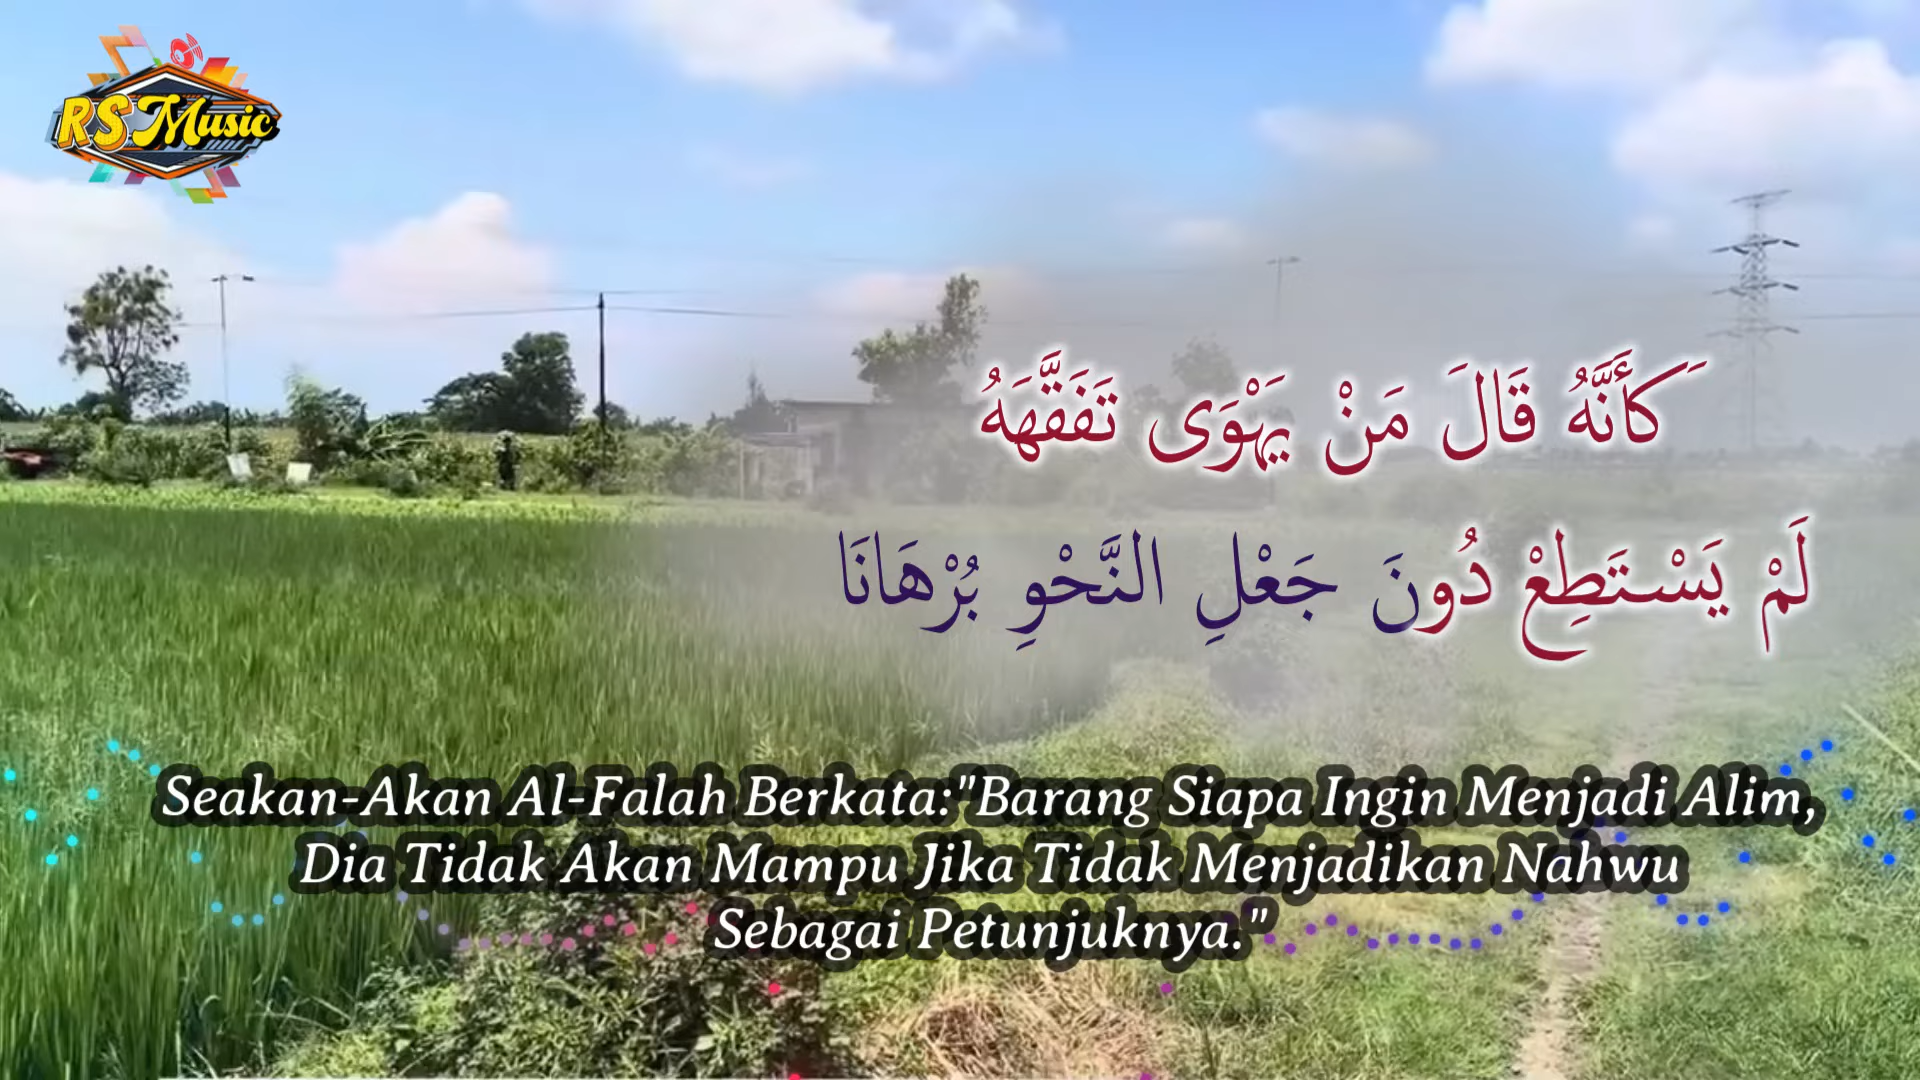 RS Music
كَأَنَّهُ قَالَ مَنْ يَهْوَى تَفَقَّهَهُ
لَمْ يَسْتَطِعْ دُونَ جَعْلِ النَّحْوِ بُرْهَانَا
Seakan-Akan Al-Falah Berkata:"Barang Siapa Ingin Menjadi Alim,
Dia Tidak Akan Mampu Jika Tidak Menjadikan Nahwu
Sebagai Petunjuknya."